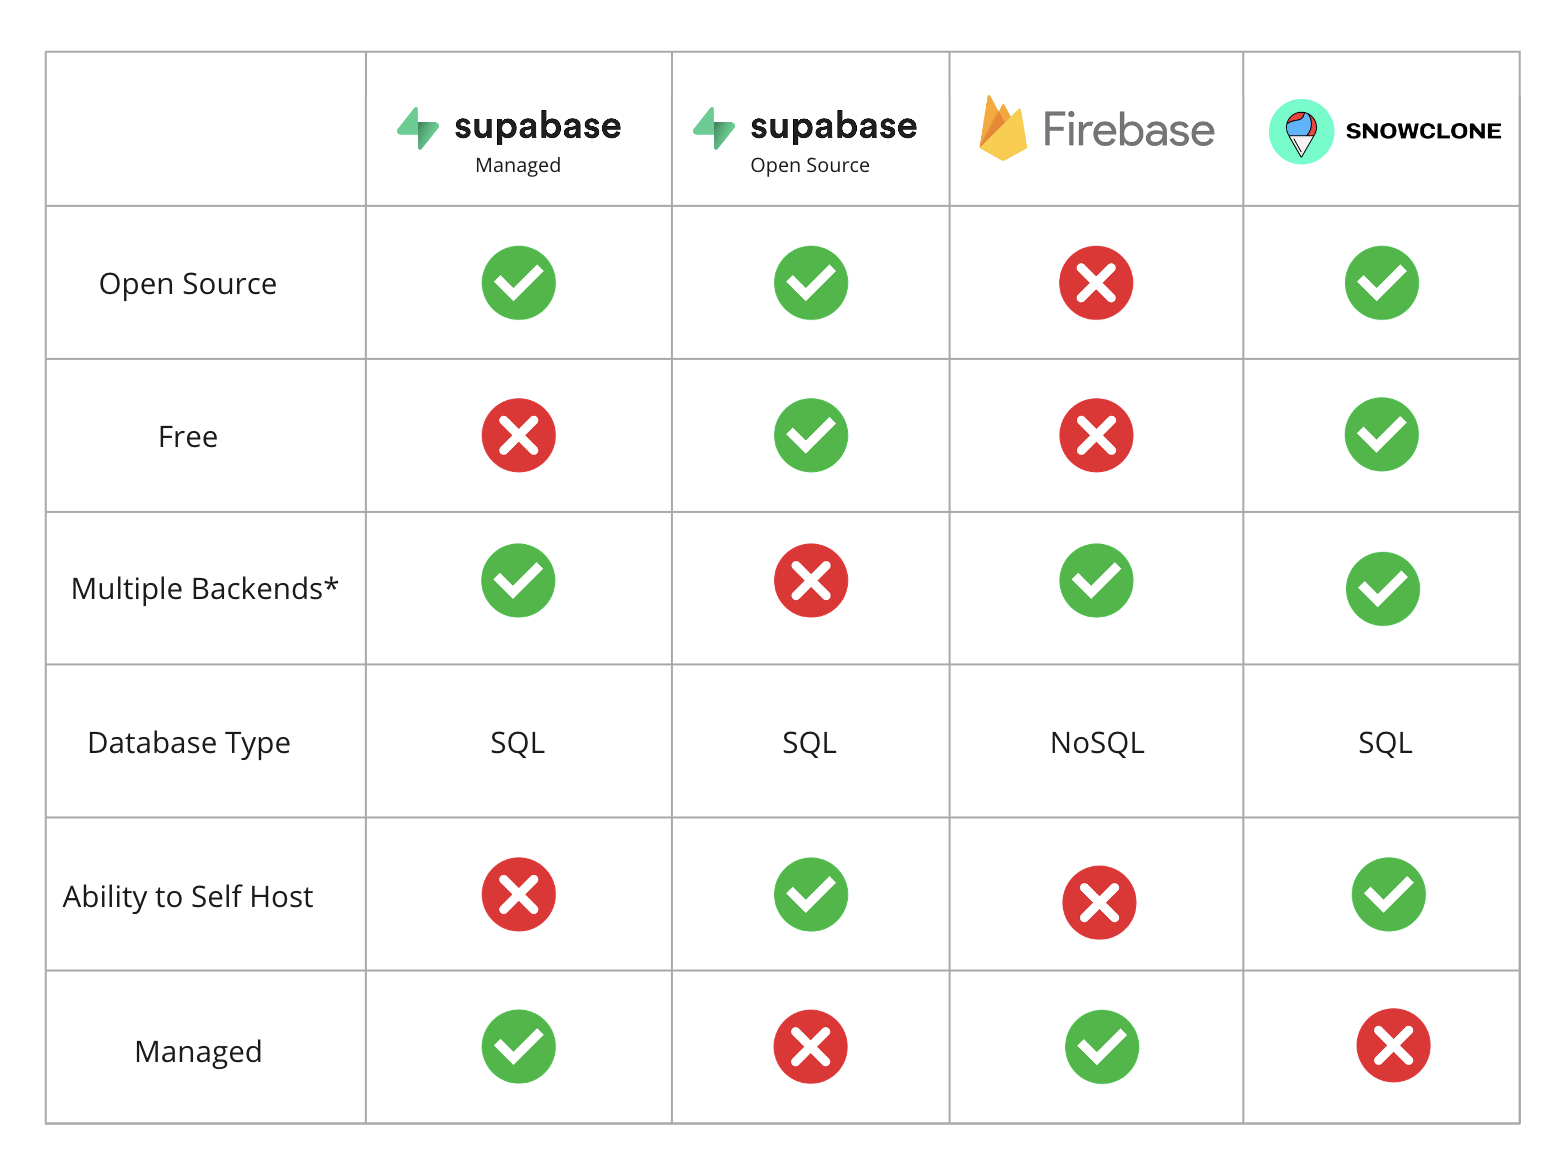 supabase
Managed
supabase
Open Source
Firebase
SNOWCLONE
Open Source
Free
Multiple Backends*
Database Type
SQL
SQL
NoSQL
SQL
Ability to Self Host
Managed